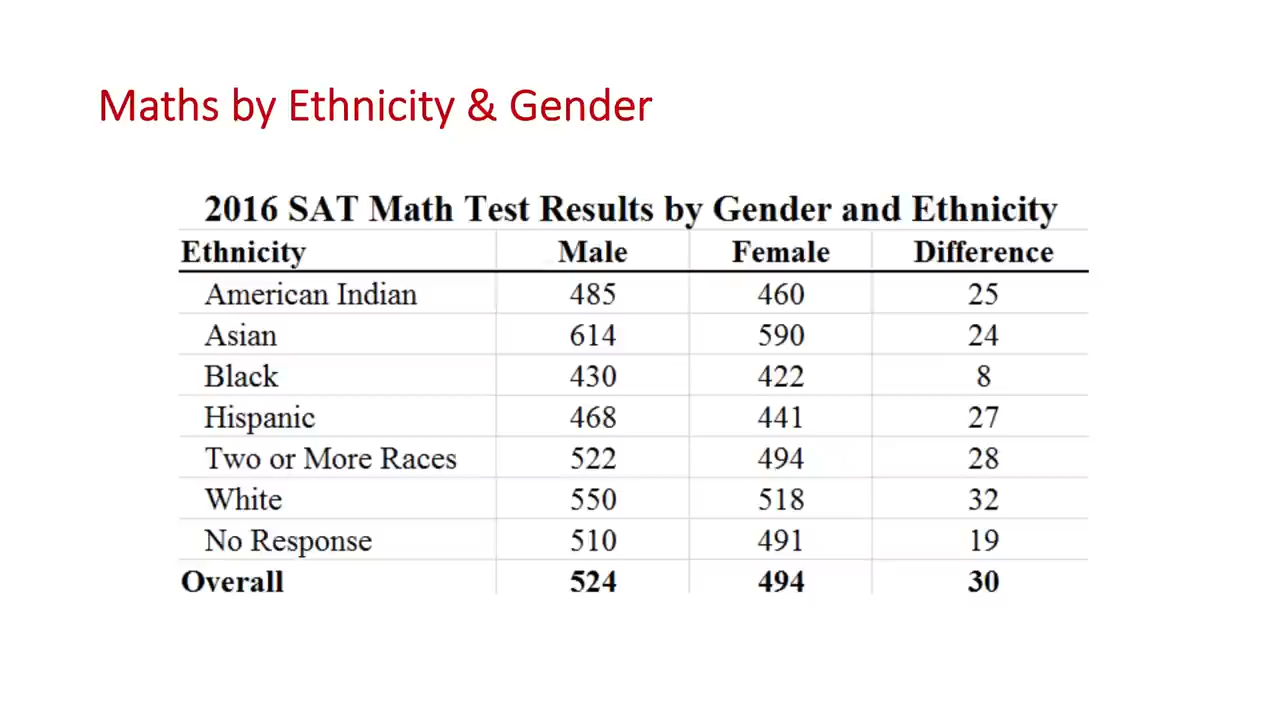 Maths by Ethnicity & Gender
2016 SAT Math Test Results by Gender and Ethnicity
Ethnicity Male Female Difference
American Indian 485 460 25
Asian 614 590 24
Black 430 422 8
Hispanic 468 441 27
Two or More Races 522 494 28
White 550 518 32
No Response 510 491 19
Overall 524 494 30